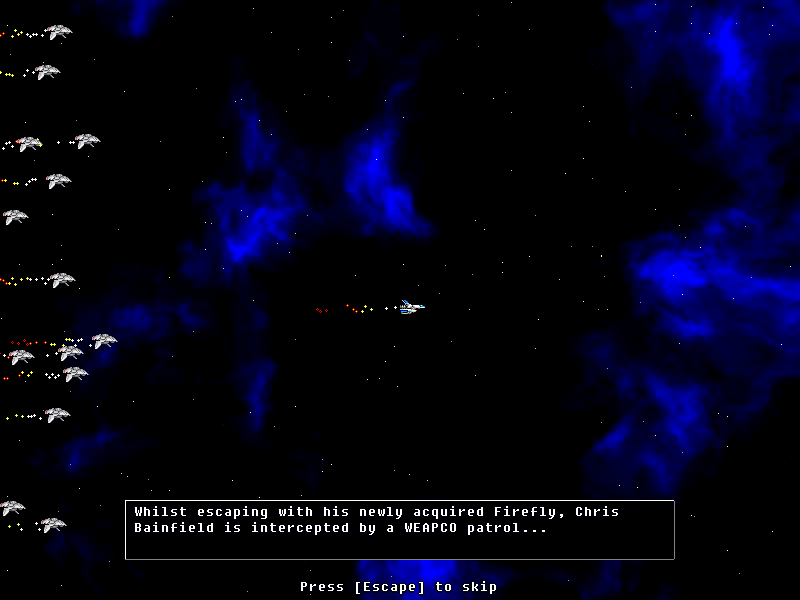 Whilst escaping with his newly acquired Firefly, Chris
Bainfield is intercepted by a WEAPCO patrol...
Press [Escape] to skip